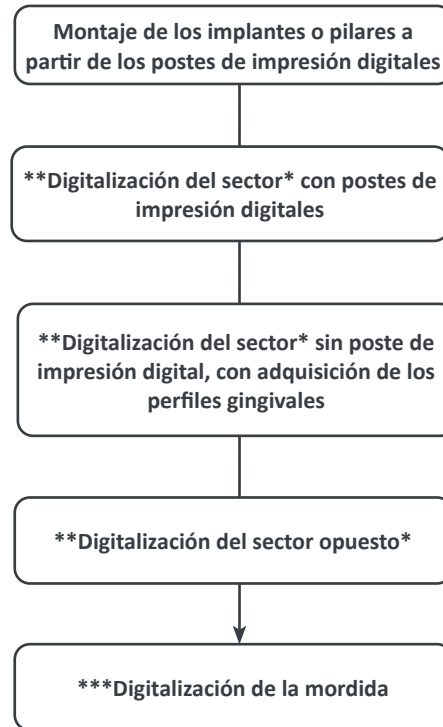 Montaje de los implantes o pilares a
partir de los postes de impresión digitales
**Digitalización del sector* con postes de
impresión digitales
**Digitalización del sector* sin poste de
impresión digital, con adquisición de los
perfiles gingivales
**Digitalización del sector opuesto*
***Digitalización de la mordida